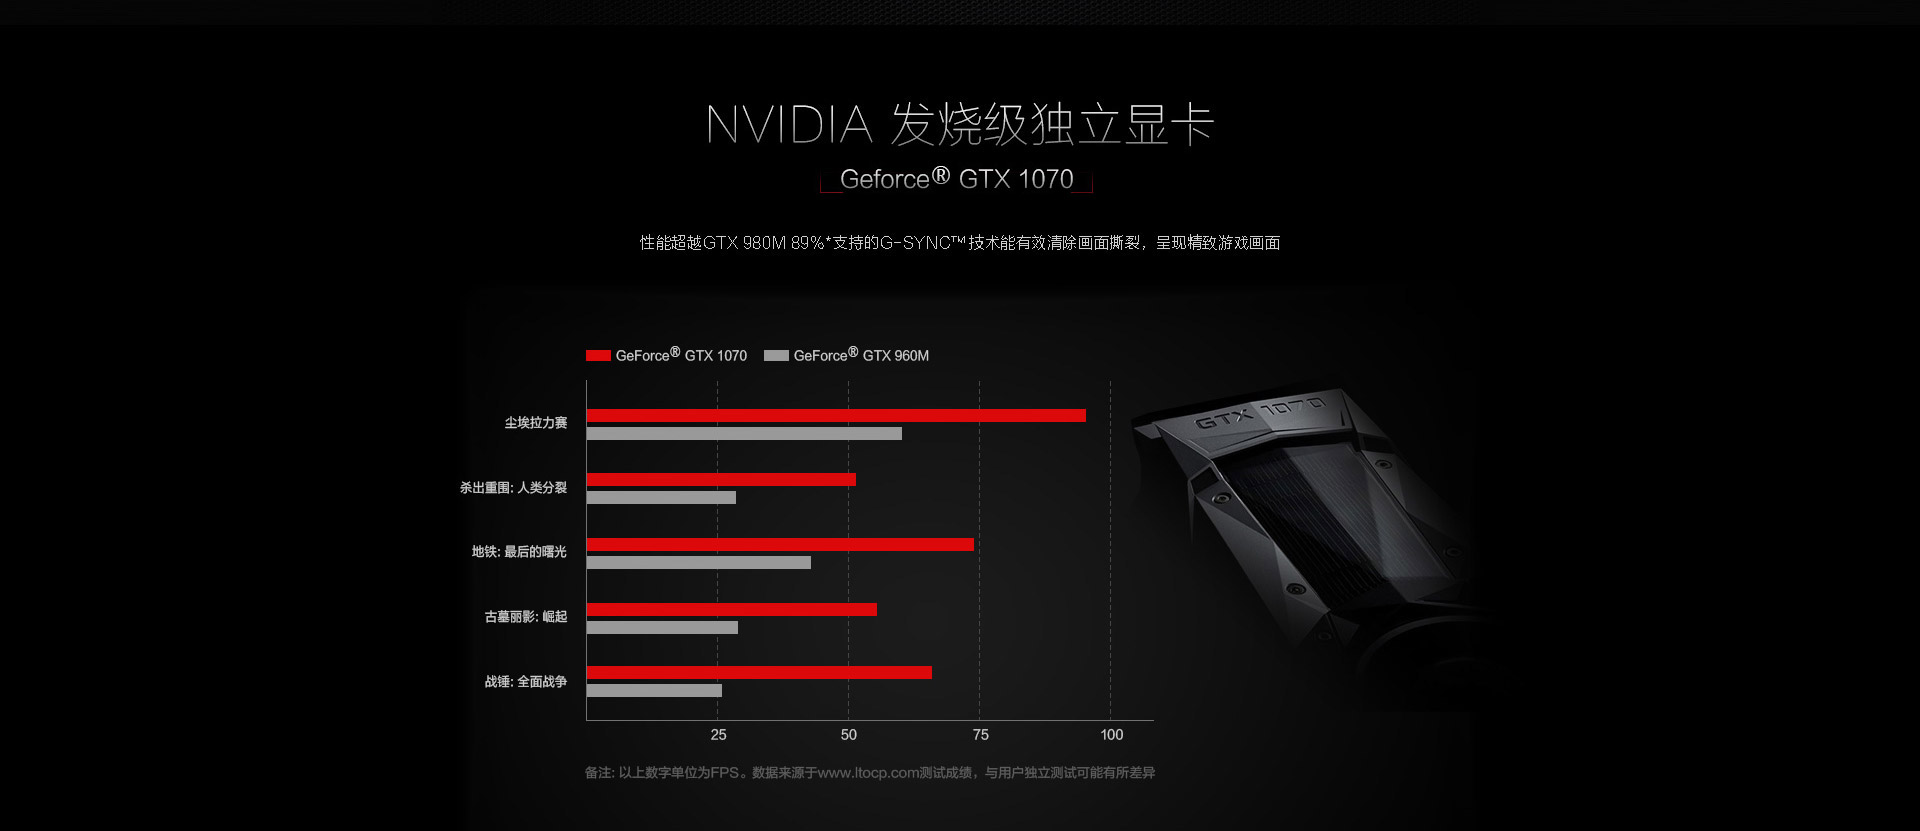 NVIDIA 发烧级独立显卡
Geforce® GTX 1070
性能超越GTX 980M 89%*支持的G-SYNC™技术能有效清除画面撕裂，呈现精致游戏画面
GeForce® GTX 1070 GeForce® GTX 960M
GTX 1070
尘埃拉力赛
杀出重围: 人类分裂
地铁: 最后的曙光
古墓丽影: 崛起
战锤: 全面战争
25 50 75 100
备注: 以上数字单位为FPS。数据来源于www.ltocp.com测试成绩，与用户独立测试可能有所差异